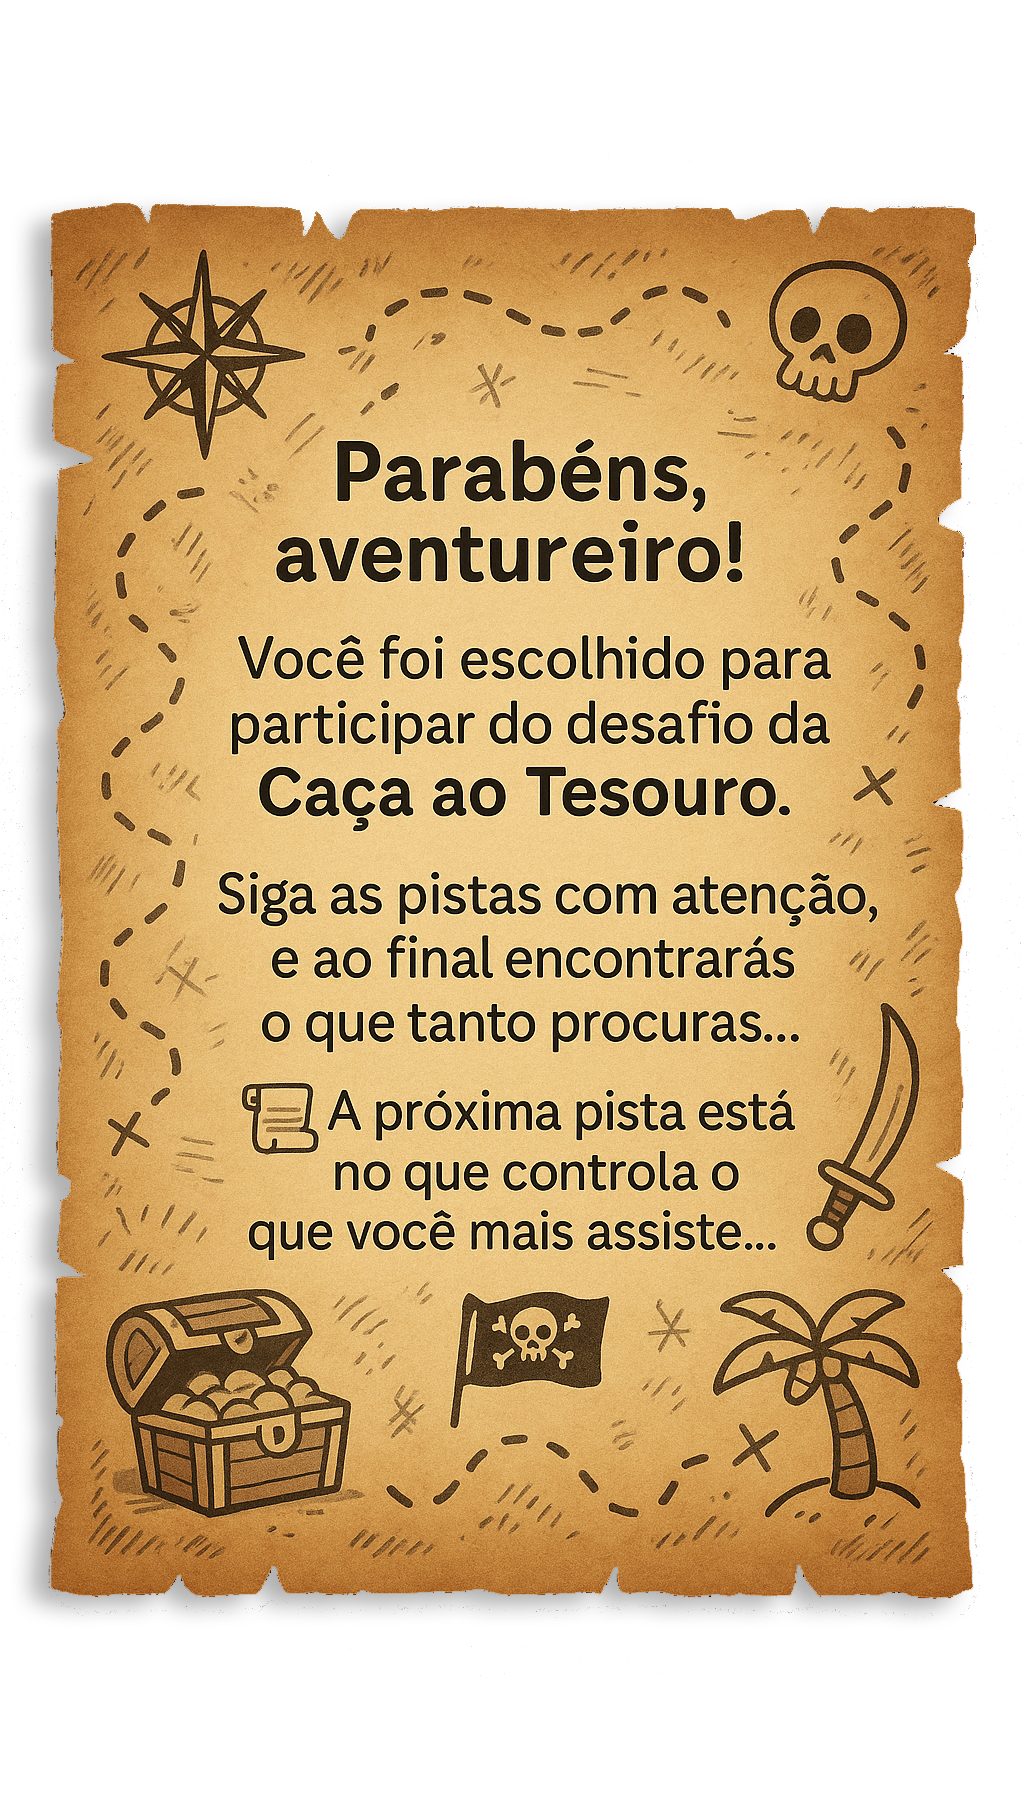 Parabéns,
aventureiro!
Você foi escolhido para
participar do desafio da
Caça ao Tesouro.
Siga as pistas com atenção,
e ao final encontrarás
o que tanto procuras...
A próxima pista está
no que controla o
que você mais assiste...